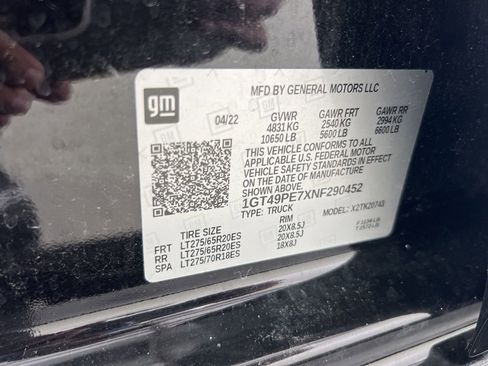 gm
MFD BY GENERAL MOTORS LLC
04/22 GVWR GAWR FRT GAWR RR
4831 KG 2540 KG 2994 KG
10650 LB 5600 LB 6600 LB
THIS VEHICLE CONFORMS TO ALL
APPLICABLE U.S. FEDERAL MOTOR
VEHICLE SAFETY STANDARDS IN
EFFECT ON THE DATE OF
MANUFACTURE SHOWN ABOVE.
1GT49PE7XNF290452
TYPE: TRUCK MODEL: X2TK20743
TIRE SIZE RIM
FRT LT275/65R20ES 20X8.5J
RR LT275/65R20ES 20X8.5J
SPA LT275/70R18ES 18X8J